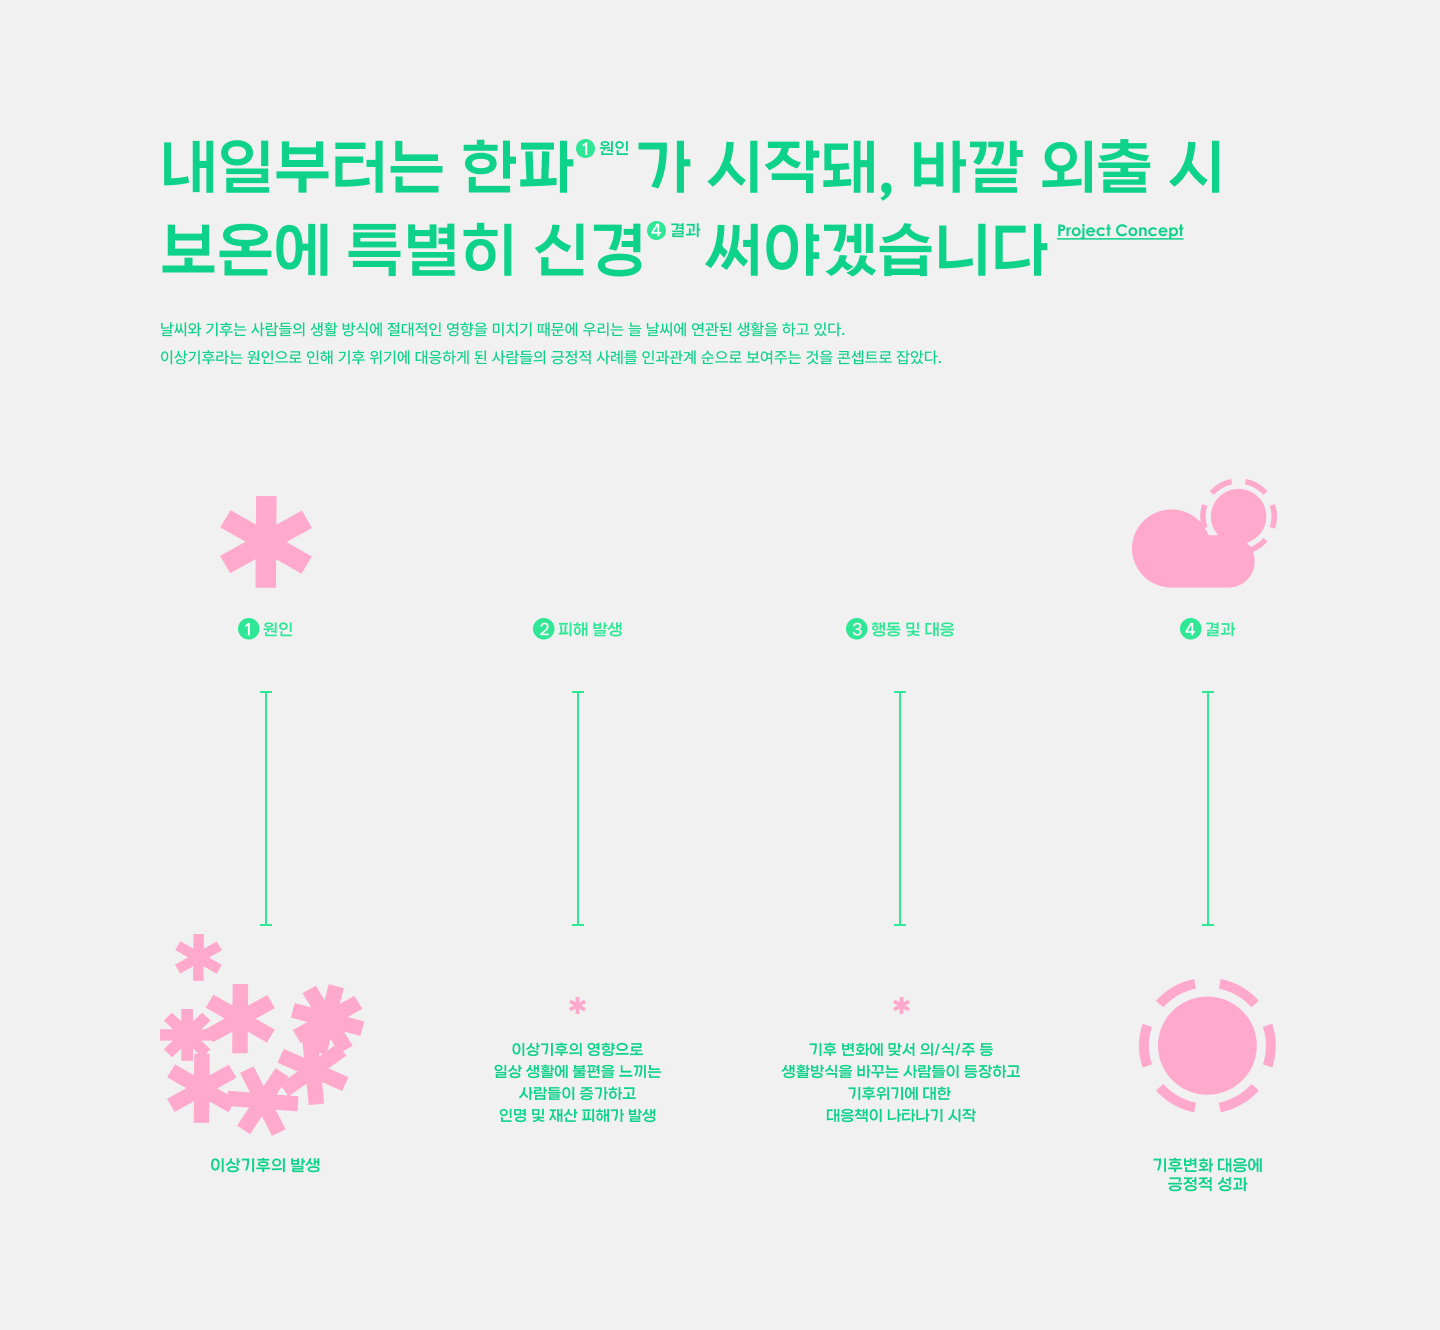 내일부터는 한파 1 원인 가 시작돼, 바깥 외출 시
보온에 특별히 신경 4 결과 써야겠습니다 Project Concept
날씨와 기후는 사람들의 생활 방식에 절대적인 영향을 미치기 때문에 우리는 늘 날씨에 연관된 생활을 하고 있다.
이상기후라는 원인으로 인해 기후 위기에 대응하게 된 사람들의 긍정적 사례를 인과관계 순으로 보여주는 것을 콘셉트로 잡았다.
1 원인
2 피해 발생
3 행동 및 대응
4 결과
이상기후의 발생
이상기후의 영향으로
일상 생활에 불편을 느끼는
사람들이 증가하고
인명 및 재산 피해가 발생
기후 변화에 맞서 의/식/주 등
생활방식을 바꾸는 사람들이 등장하고
기후위기에 대한
대응책이 나타나기 시작
기후변화 대응에
긍정적 성과